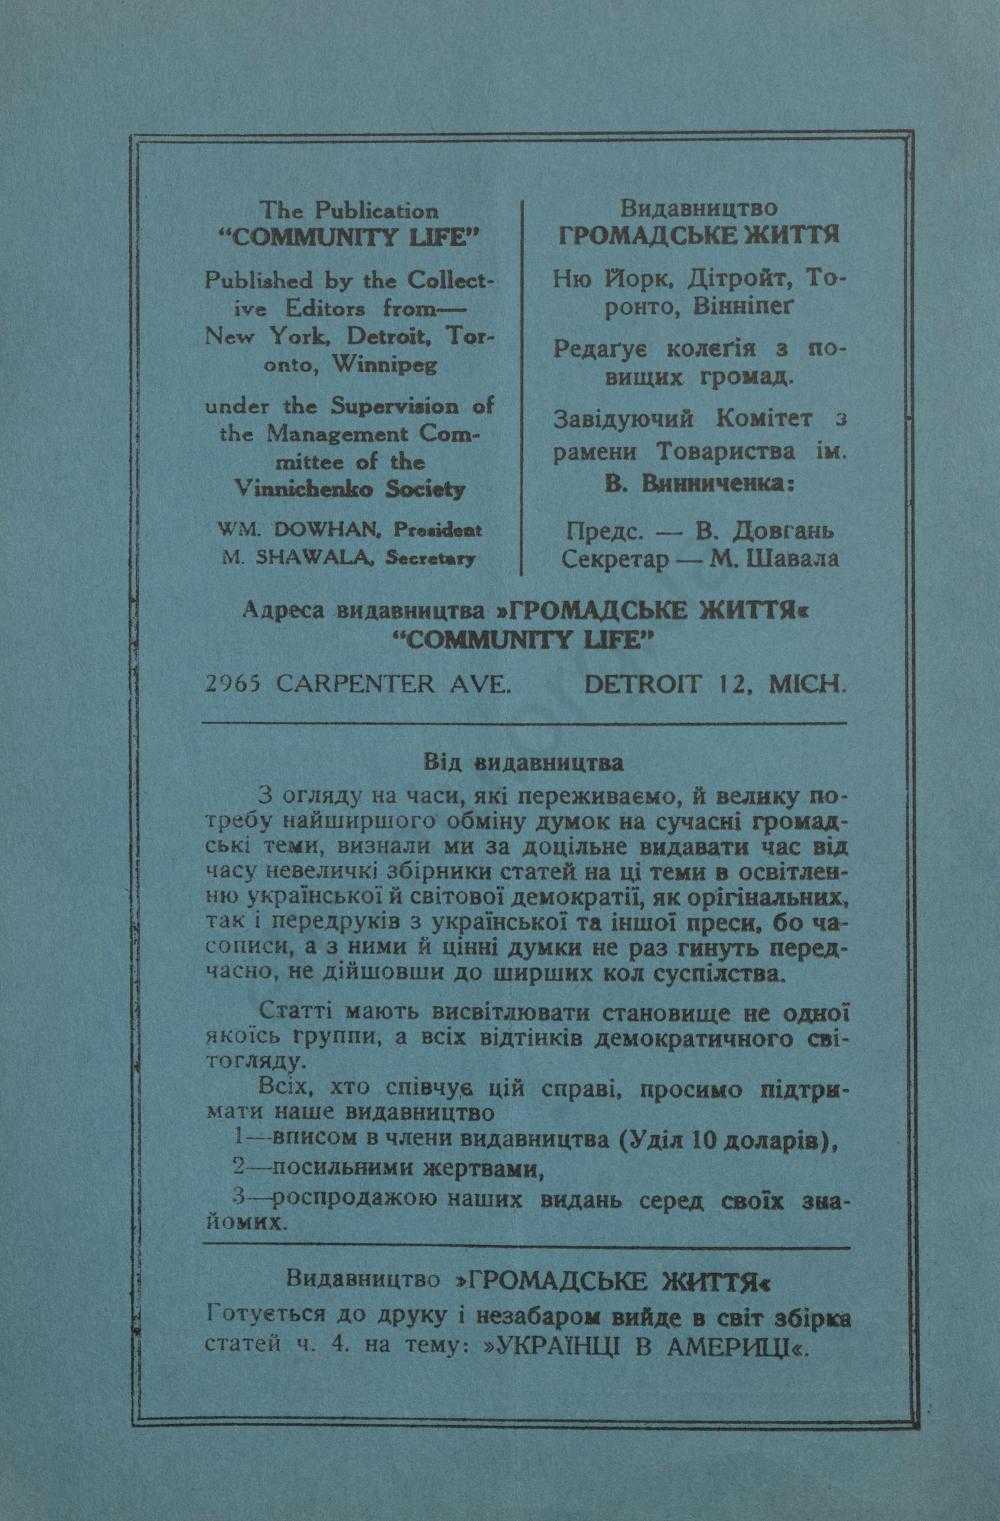 The Publication
“COMMUNITY LIFE”
Published by the Collect-
ive Editors from—
New York, Detroit, Tor-
onto, Winnipeg
under the Supervision of
the Management Com-
mittee of the
Vinnichenko Society
WM. DOWHAN, President
M. SHAWALA, Secretary
Видавництво
ГРОМАДСЬКЕ ЖИТТЯ
Ню Йорк, Дітройт, То-
ронто, Вінніпеґ
Редаґує колєґія з по-
вищих громад.
Завідуючий Комітет з
рамени Товариства ім.
В. Винниченка:
Предс. — В. Довгань
Секретар — М. Шавала
Адреса видавництва »ГРОМАДСЬКЕ ЖИТТЯ«
“COMMUNITY LIFE”
2965 CARPENTER AVE. DETROIT 12, MICH.
Від видавництва
З огляду на часи, які переживаємо, й велику по-
требу найширшого обміну думок на сучасні громад-
ські теми, визнали ми за доцільне видавати час від
часу невеличкі збірники статей на ці теми в освітлен-
ню української й світової демократії, як орігінальних,
так і передруків з української та іншої преси, бо ча-
сописи, а з ними й цінні думки не раз гинуть перед-
часно, не дійшовши до ширших кол суспілства.
Статті мають висвітлювати становище не одної
якоїсь группи, а всіх відтінків демократичного сві-
тогляду.
Всіх, хто співчує цій справі, просимо підтри-
мати наше видавництво
1—вписом в члени видавництва (Уділ 10 доларів),
2—посильними жертвами,
3—роспродажою наших видань серед своїх зна-
йомих.
Видавництво »ГРОМАДСЬКЕ ЖИТТЯ«
Готується до друку і незабаром вийде в світ збірка
статей ч. 4. на тему: »УКРАЇНЦІ В АМЕРИЦІ«.